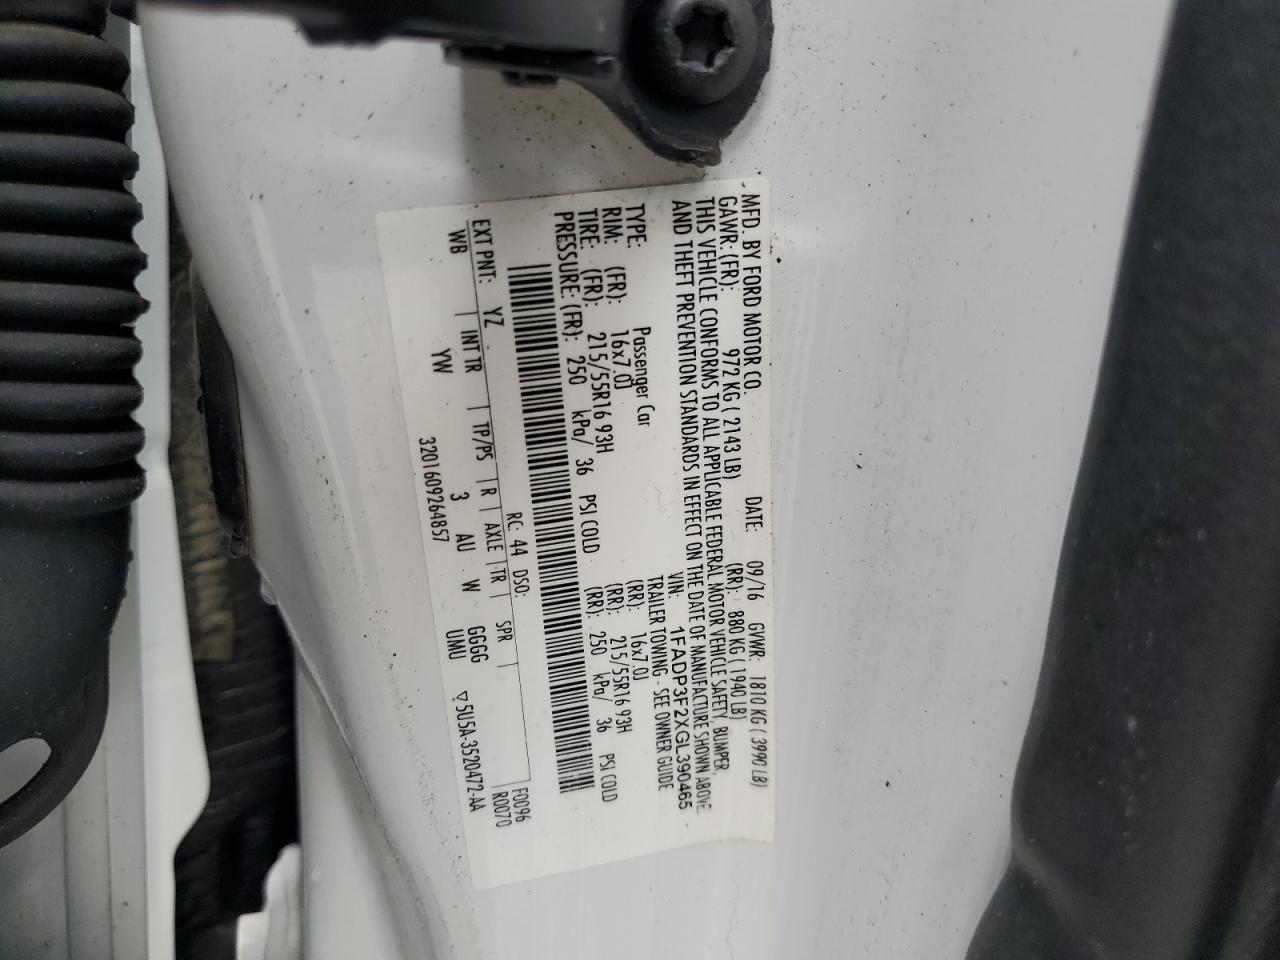 MFD. BY FORD MOTOR CO. DATE: 09/16 GVWR: 1810 KG ( 3990 LB)
GAWR: (FR): 972 KG ( 2143 LB) (RR): 880 KG ( 1940 LB)
THIS VEHICLE CONFORMS TO ALL APPLICABLE FEDERAL MOTOR VEHICLE SAFETY, BUMPER,
AND THEFT PREVENTION STANDARDS IN EFFECT ON THE DATE OF MANUFACTURE SHOWN ABOVE.
VIN: 1FADP3F2XGL390465
TYPE: Passenger Car TRAILER TOWING - SEE OWNER GUIDE
RIM: (FR): 16x7.0J (RR): 16x7.0J
TIRE: (FR): 215/55R16 93H (RR): 215/55R16 93H
PRESSURE: (FR): 250 kPa/ 36 PSI COLD (RR): 250 kPa/ 36 PSI COLD
RC: 44 DSO: F0096
EXT PNT: YZ R0070
WB | INT TR | TP/PS | R | AXLE | TR | SPR |
YW 3 AU W GGGG ▽5U5A-3520472-AA
3201609264857 UMU